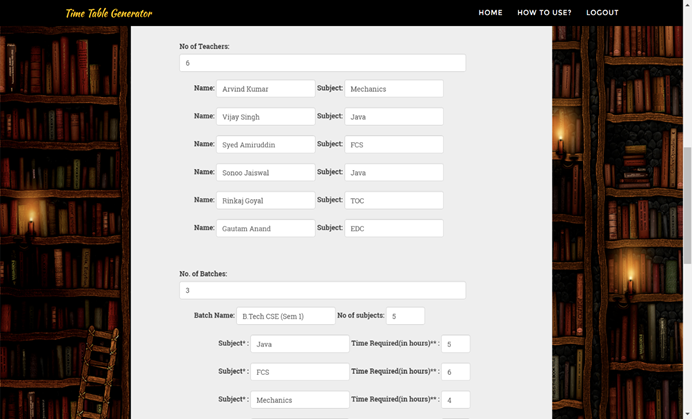 Time Table Generator HOME HOW TO USE? LOGOUT
No of Teachers:
6
Name: Arvind Kumar Subject: Mechanics
Name: Vijay Singh Subject: Java
Name: Syed Amiruddin Subject: FCS
Name: Sonoo Jaiswal Subject: Java
Name: Rinkaj Goyal Subject: TOC
Name: Gautam Anand Subject: EDC
No. of Batches:
3
Batch Name: B Tech CSE (Sem 1) No of subjects: 5
Subject* : Java Time Required(in hours)** : 5
Subject* : FCS Time Required(in hours)** : 6
Subject* : Mechanics Time Required(in hours)** : 4